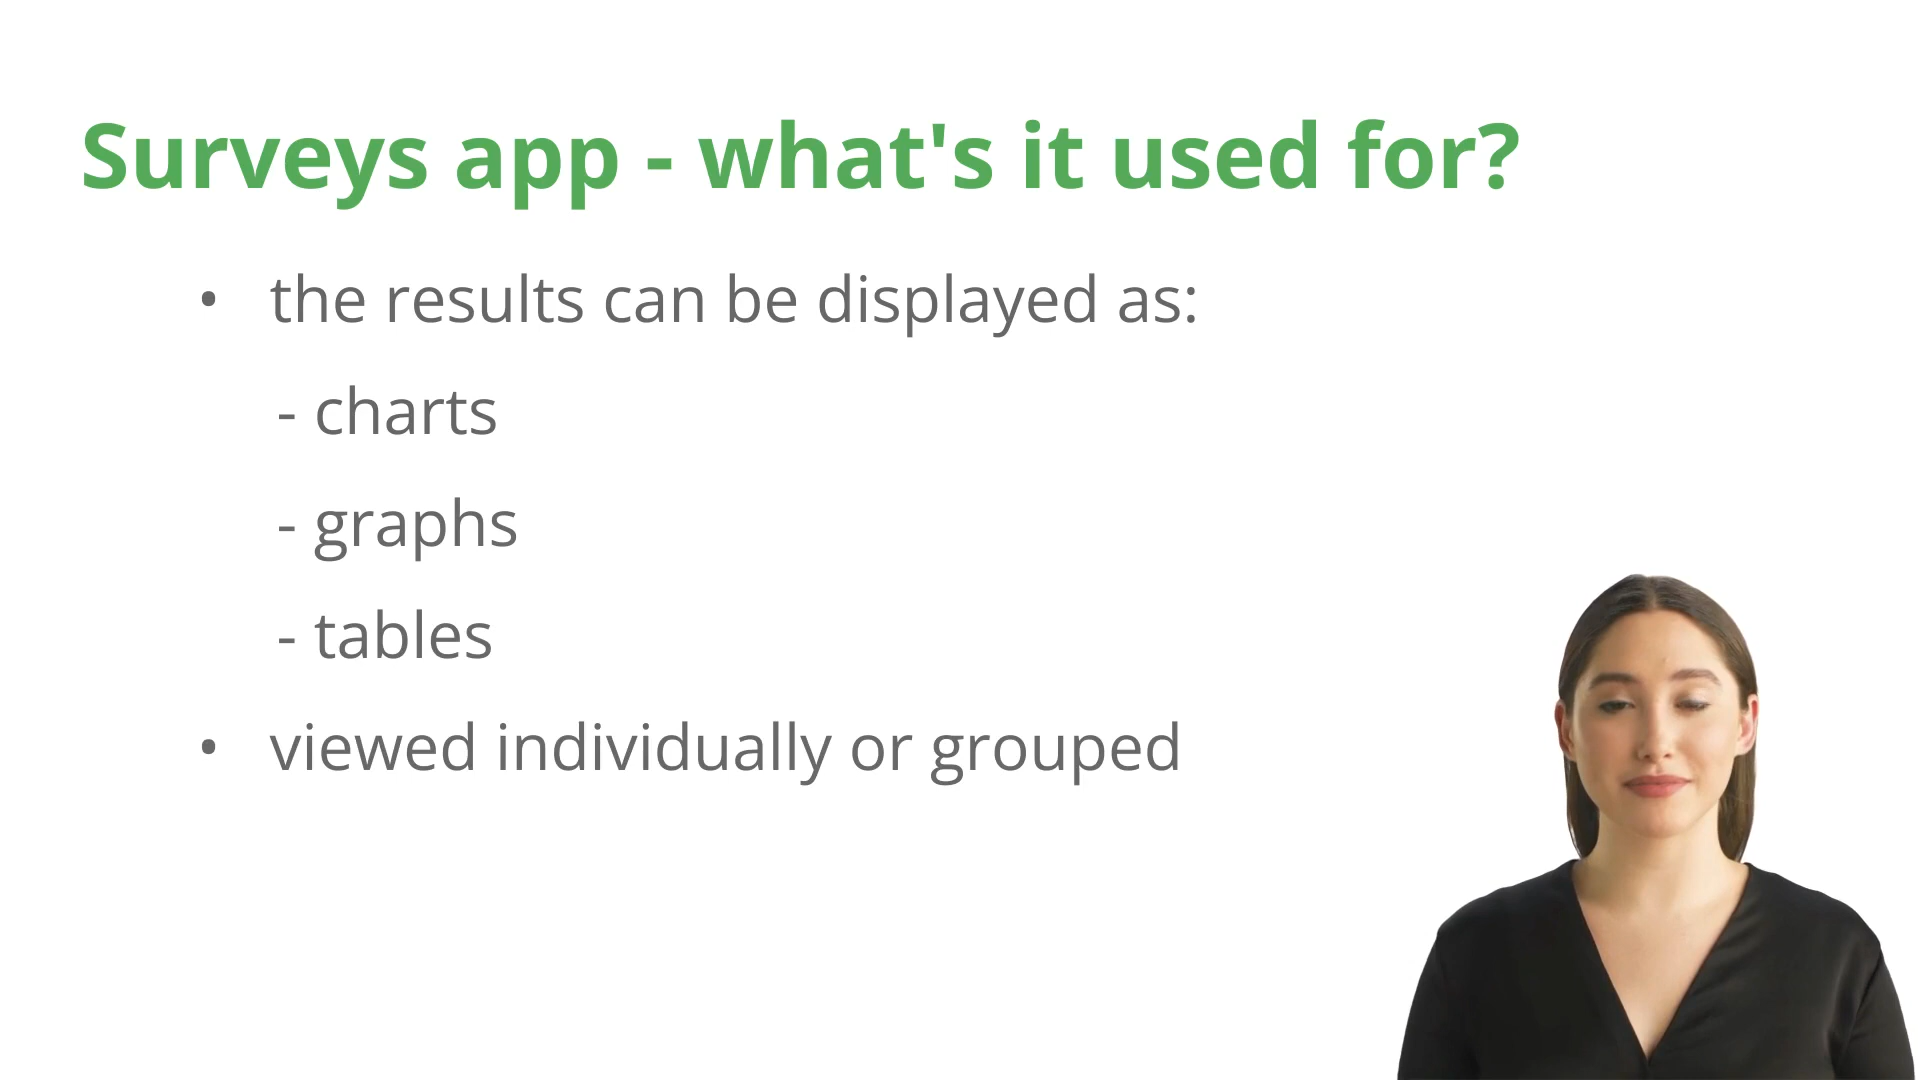 Surveys app - what's it used for?
• the results can be displayed as:
- charts
- graphs
- tables
• viewed individually or grouped